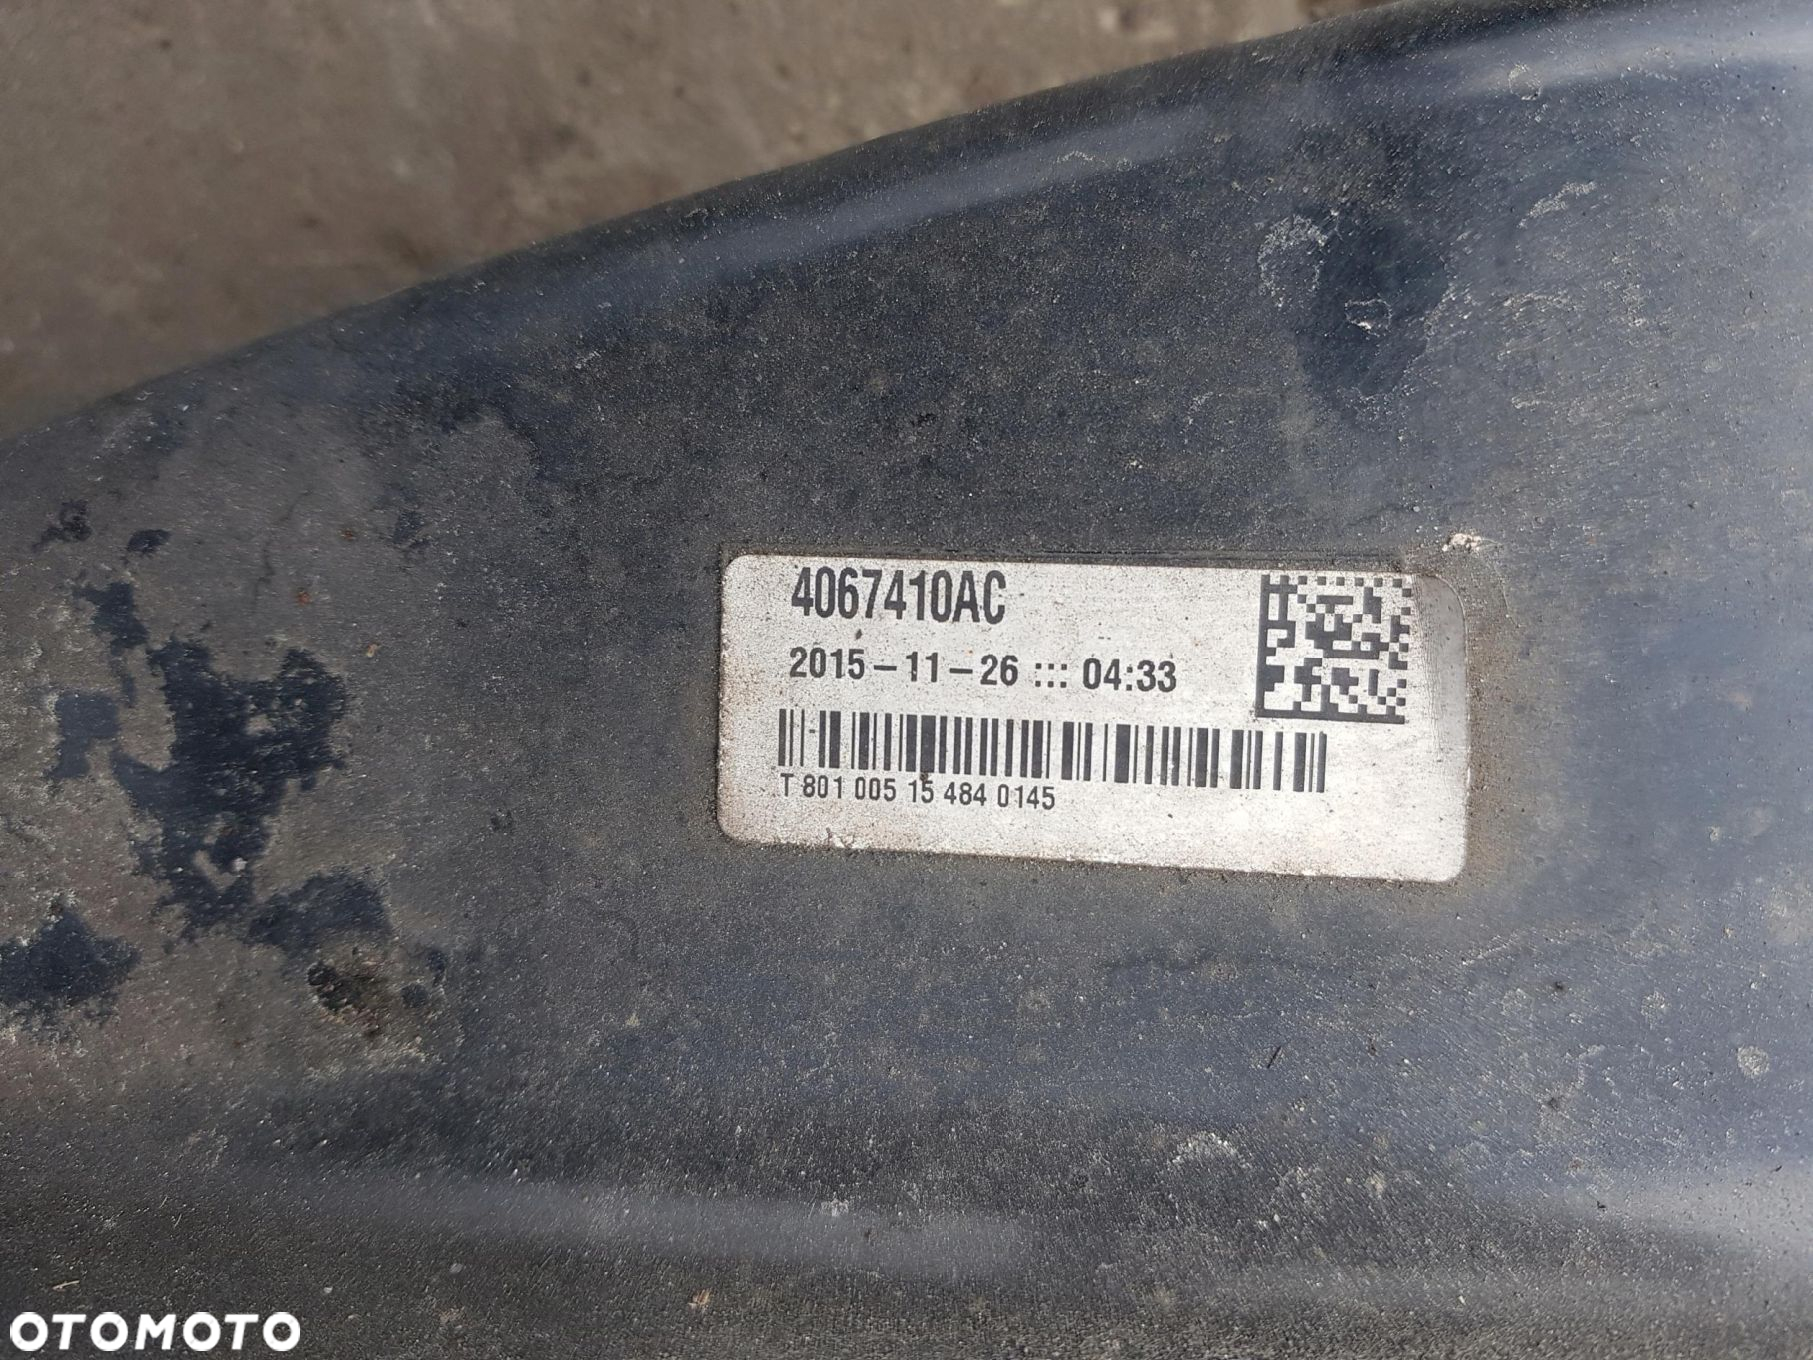 4067410AC
2015-11-26 ::: 04:33
T 801 005 15 484 0145
OTOMOTO